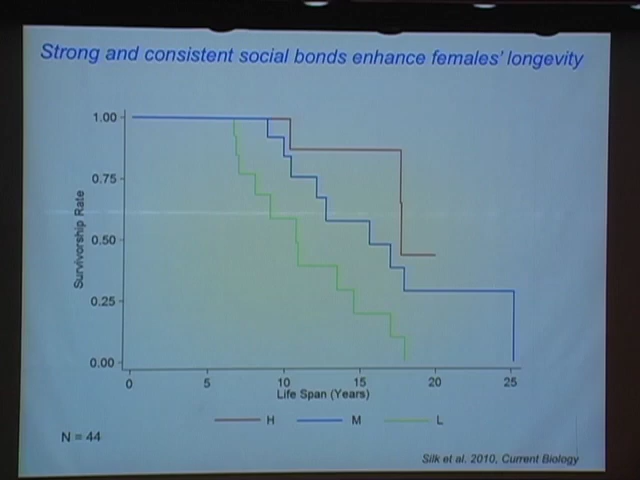 Strong and consistent social bonds enhance females' longevity
1.00
0.75
0.50
0.25
0.00
Survivorship Rate
0 5 10 15 20 25
Life Span (Years)
H M L
N = 44
Silk et al. 2010, Current Biology